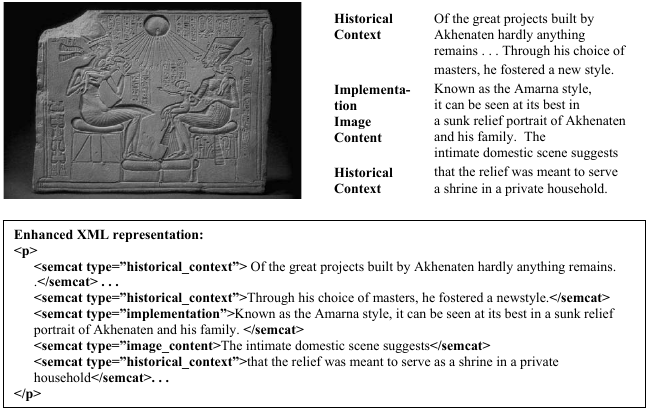 Historical Context
Of the great projects built by
Akhenaten hardly anything
remains . . . Through his choice of
masters, he fostered a new style.
Implementa-
tion
Image
Content
Known as the Amarna style,
it can be seen at its best in
a sunk relief portrait of Akhenaten
and his family.  The
intimate domestic scene suggests
Historical
Context
that the relief was meant to serve
a shrine in a private household.
Enhanced XML representation:
<p>
<semcat type=”historical_context”> Of the great projects built by Akhenaten hardly anything remains.
.</semcat> . . .
<semcat type=”historical_context”>Through his choice of masters, he fostered a newstyle.</semcat>
<semcat type=”implementation”>Known as the Amarna style, it can be seen at its best in a sunk relief
portrait of Akhenaten and his family. </semcat>
<semcat type=”image_content>The intimate domestic scene suggests</semcat>
<semcat type=”historical_context”>that the relief was meant to serve as a shrine in a private
household</semcat>. . .
</p>